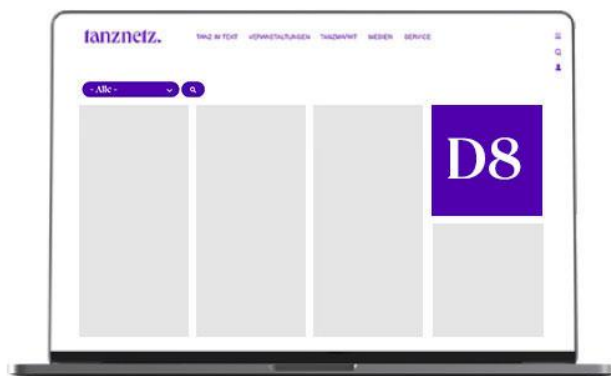 tanznetz.
TANZ IM TEXT VERANSTALTUNGEN TANZMARKT MEDIEN SERVICE
- Alle -
D8